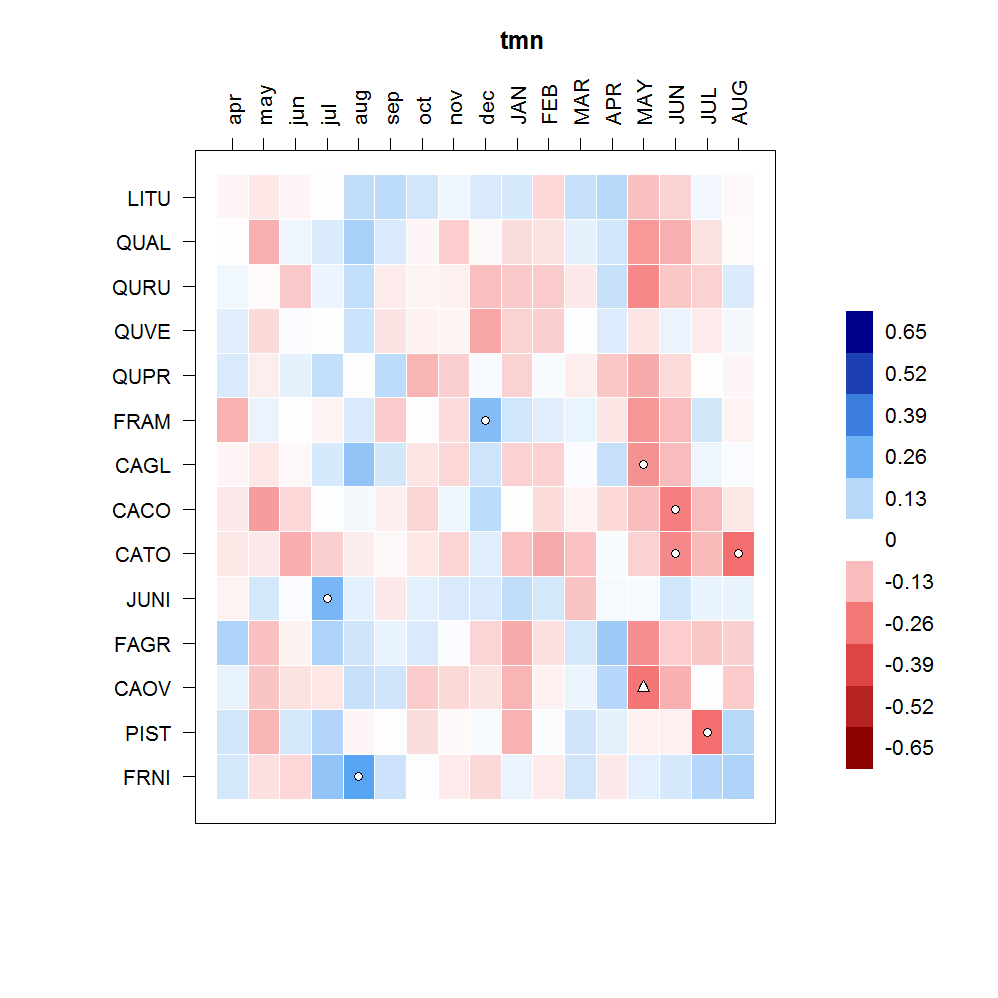 tmn
apr may jun jul aug sep oct nov dec JAN FEB MAR APR MAY JUN JUL AUG
LITU
QUAL
QURU
QUVE
QUPR
FRAM
CAGL
CACO
CATO
JUNI
FAGR
CAOV
PIST
FRNI
0.65
0.52
0.39
0.26
0.13
0
-0.13
-0.26
-0.39
-0.52
-0.65